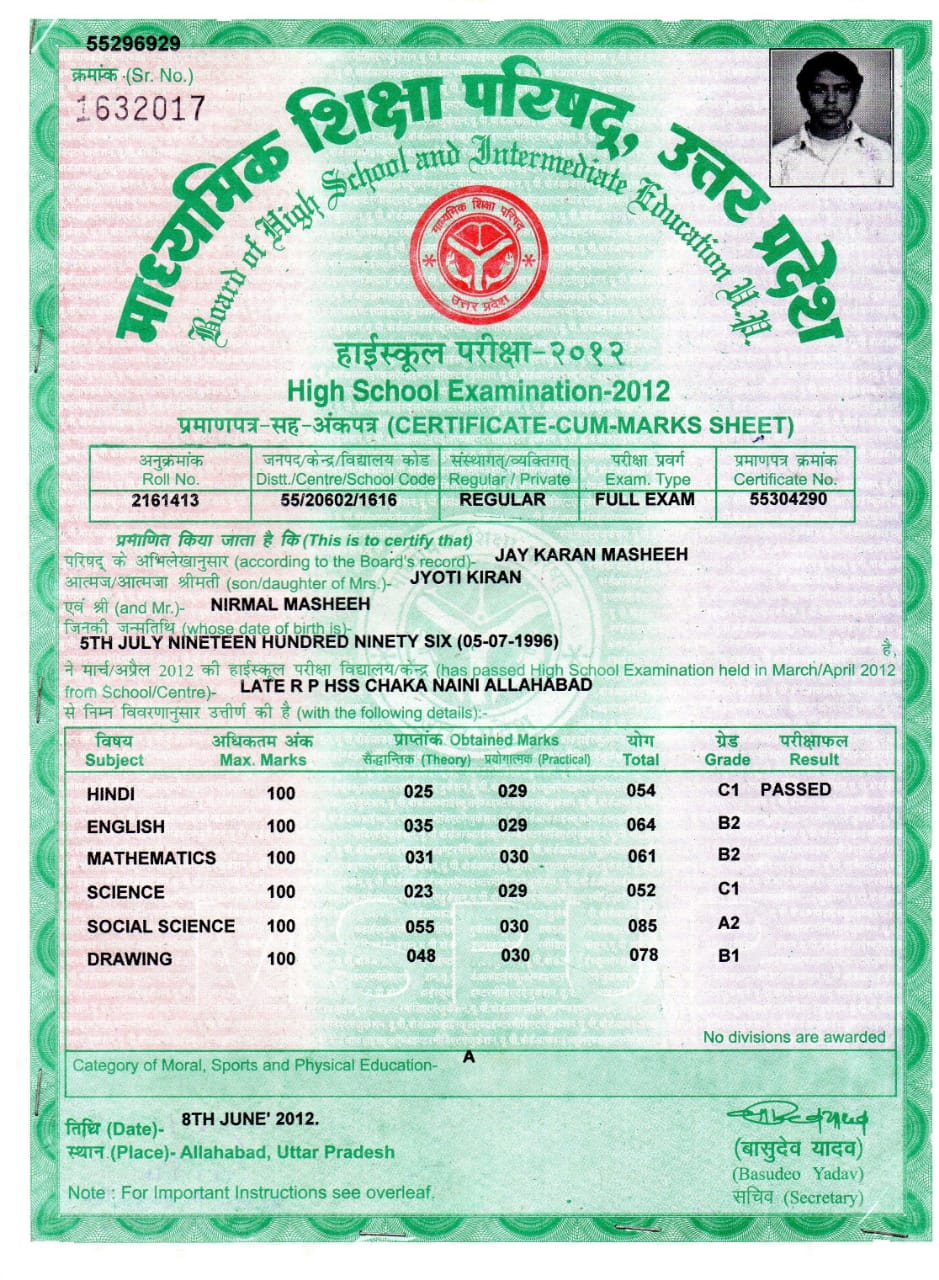 55296929
क्रमांक (Sr. No.)
1632017
माध्यमिक शिक्षा परिषद्, उत्तर प्रदेश
Board of High School and Intermediate Education U.P.
माध्यमिक शिक्षा परिषद्
उत्तर प्रदेश
हाईस्कूल परीक्षा-२०१२
High School Examination-2012
प्रमाणपत्र-सह-अंकपत्र (CERTIFICATE-CUM-MARKS SHEET)
अनुक्रमांक जनपद/केन्द्र/विद्यालय कोड संस्थागत्/व्यक्तिगत् परीक्षा प्रवर्ग प्रमाणपत्र क्रमांक
Roll No. Distt./Centre/School Code Regular / Private Exam. Type Certificate No.
2161413 55/20602/1616 REGULAR FULL EXAM 55304290
प्रमाणित किया जाता है कि (This is to certify that)
परिषद् के अभिलेखानुसार (according to the Board's record)- JAY KARAN MASHEEH
आत्मज/आत्मजा श्रीमती (son/daughter of Mrs.)- JYOTI KIRAN
एवं श्री (and Mr.)- NIRMAL MASHEEH
जिनकी जन्मतिथि (whose date of birth is)-
5TH JULY NINETEEN HUNDRED NINETY SIX (05-07-1996) है,
ने मार्च/अप्रैल 2012 की हाईस्कूल परीक्षा विद्यालय/केन्द्र (has passed High School Examination held in March/April 2012
from School/Centre)- LATE R P HSS CHAKA NAINI ALLAHABAD
से निम्न विवरणानुसार उत्तीर्ण की है (with the following details):-
विषय अधिकतम अंक प्राप्तांक Obtained Marks योग ग्रेड परीक्षाफल
Subject Max. Marks सैद्धान्तिक (Theory) प्रयोगात्मक (Practical) Total Grade Result
HINDI 100 025 029 054 C1 PASSED
ENGLISH 100 035 029 064 B2
MATHEMATICS 100 031 030 061 B2
SCIENCE 100 023 029 052 C1
SOCIAL SCIENCE 100 055 030 085 A2
DRAWING 100 048 030 078 B1
No divisions are awarded
Category of Moral, Sports and Physical Education- A
तिथि (Date)- 8TH JUNE' 2012.
स्थान (Place)- Allahabad, Uttar Pradesh
(बासुदेव यादव)
(Basudeo Yadav)
सचिव (Secretary)
Note : For Important Instructions see overleaf.